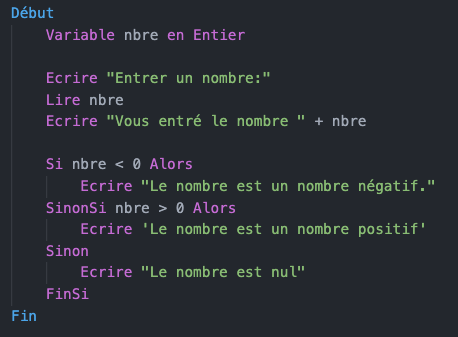 Début
Variable nbre en Entier
Ecrire "Entrer un nombre:"
Lire nbre
Ecrire "Vous entré le nombre " + nbre
Si nbre < 0 Alors
Ecrire "Le nombre est un nombre négatif."
SinonSi nbre > 0 Alors
Ecrire 'Le nombre est un nombre positif'
Sinon
Ecrire "Le nombre est nul"
FinSi
Fin